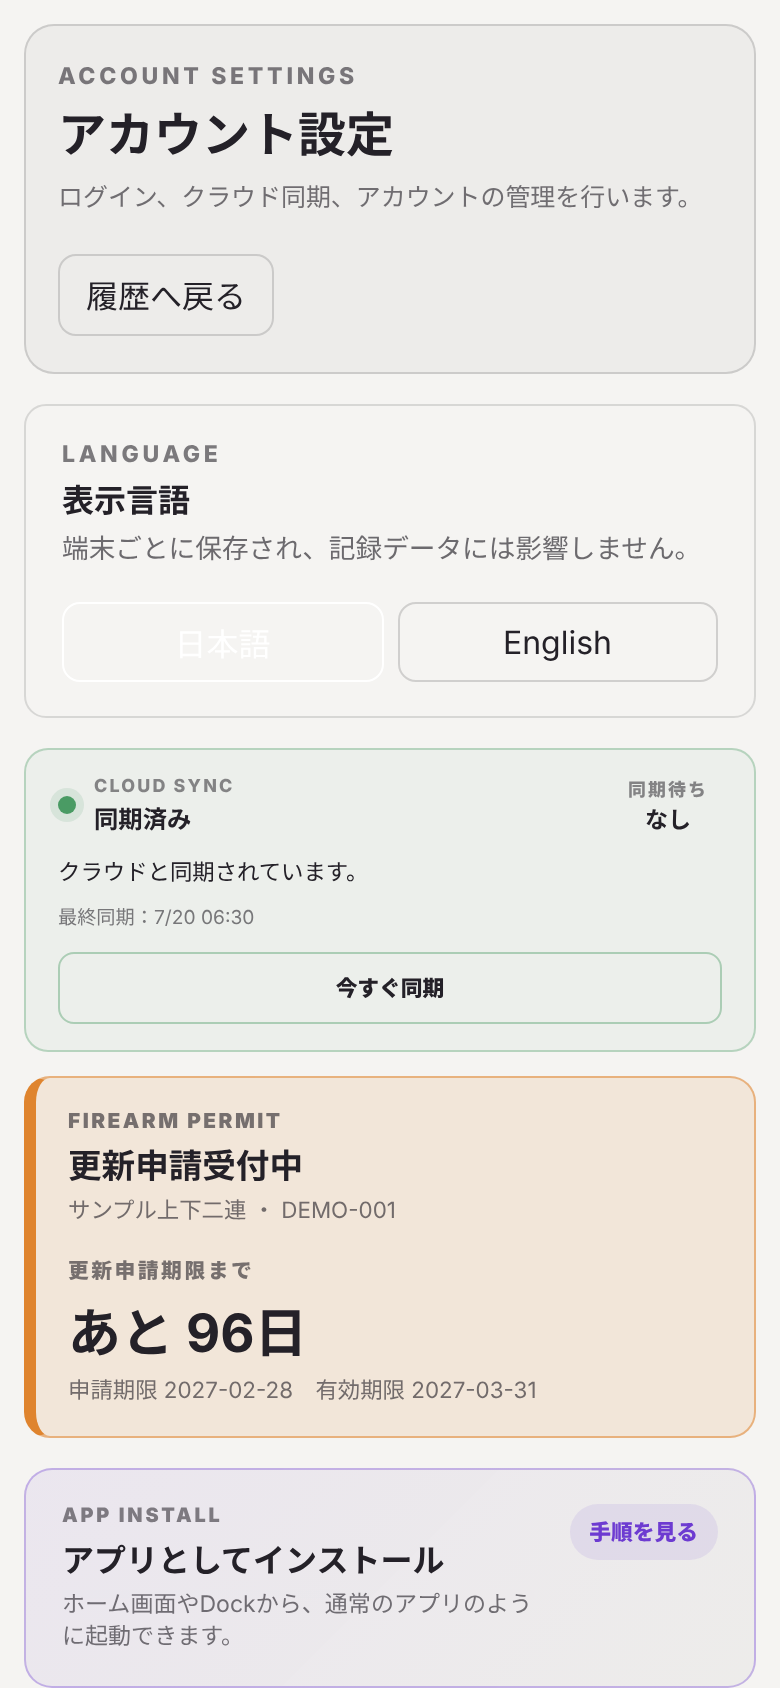 ACCOUNT SETTINGS
アカウント設定
ログイン、クラウド同期、アカウントの管理を行います。
履歴へ戻る
LANGUAGE
表示言語
端末ごとに保存され、記録データには影響しません。
日本語
English
CLOUD SYNC
同期済み
同期待ち
なし
クラウドと同期されています。
最終同期：7/20 06:30
今すぐ同期
FIREARM PERMIT
更新申請受付中
サンプル上下二連 ・ DEMO-001
更新申請期限まで
あと 96日
申請期限 2027-02-28　有効期限 2027-03-31
APP INSTALL
アプリとしてインストール
手順を見る
ホーム画面やDockから、通常のアプリのよう
に起動できます。